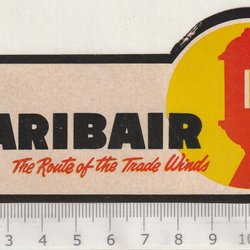 ARIBAIR
The Route of the Trade Winds
3 4 5 6 7 8 9 10